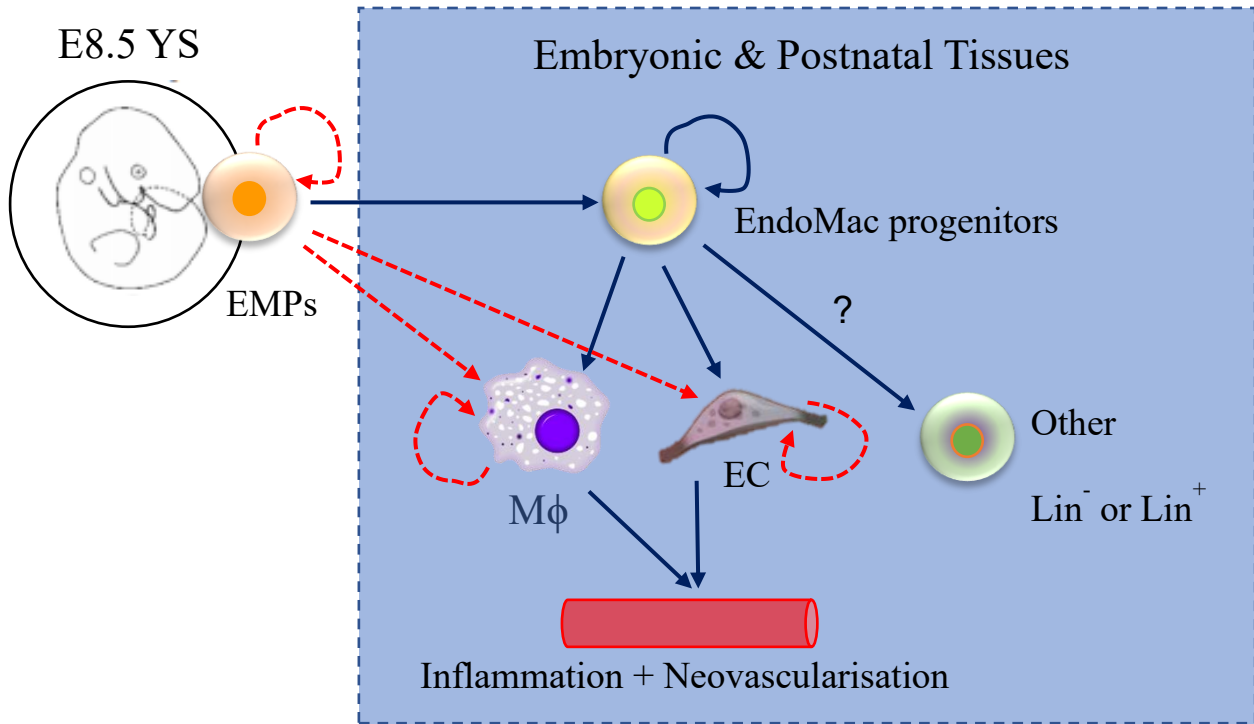 E8.5 YS
Embryonic & Postnatal Tissues
EndoMac progenitors
EMPs
?
Other
Lin⁻ or Lin⁺
EC
Mϕ
Inflammation + Neovascularisation